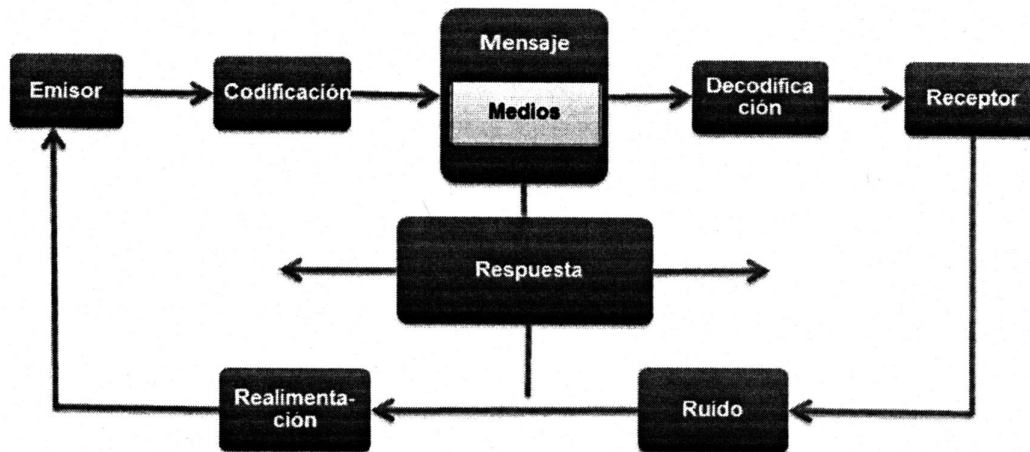 Emisor
Codificación
Mensaje
Medios
Decodifica
ción
Receptor
Respuesta
Realimenta-
ción
Ruido